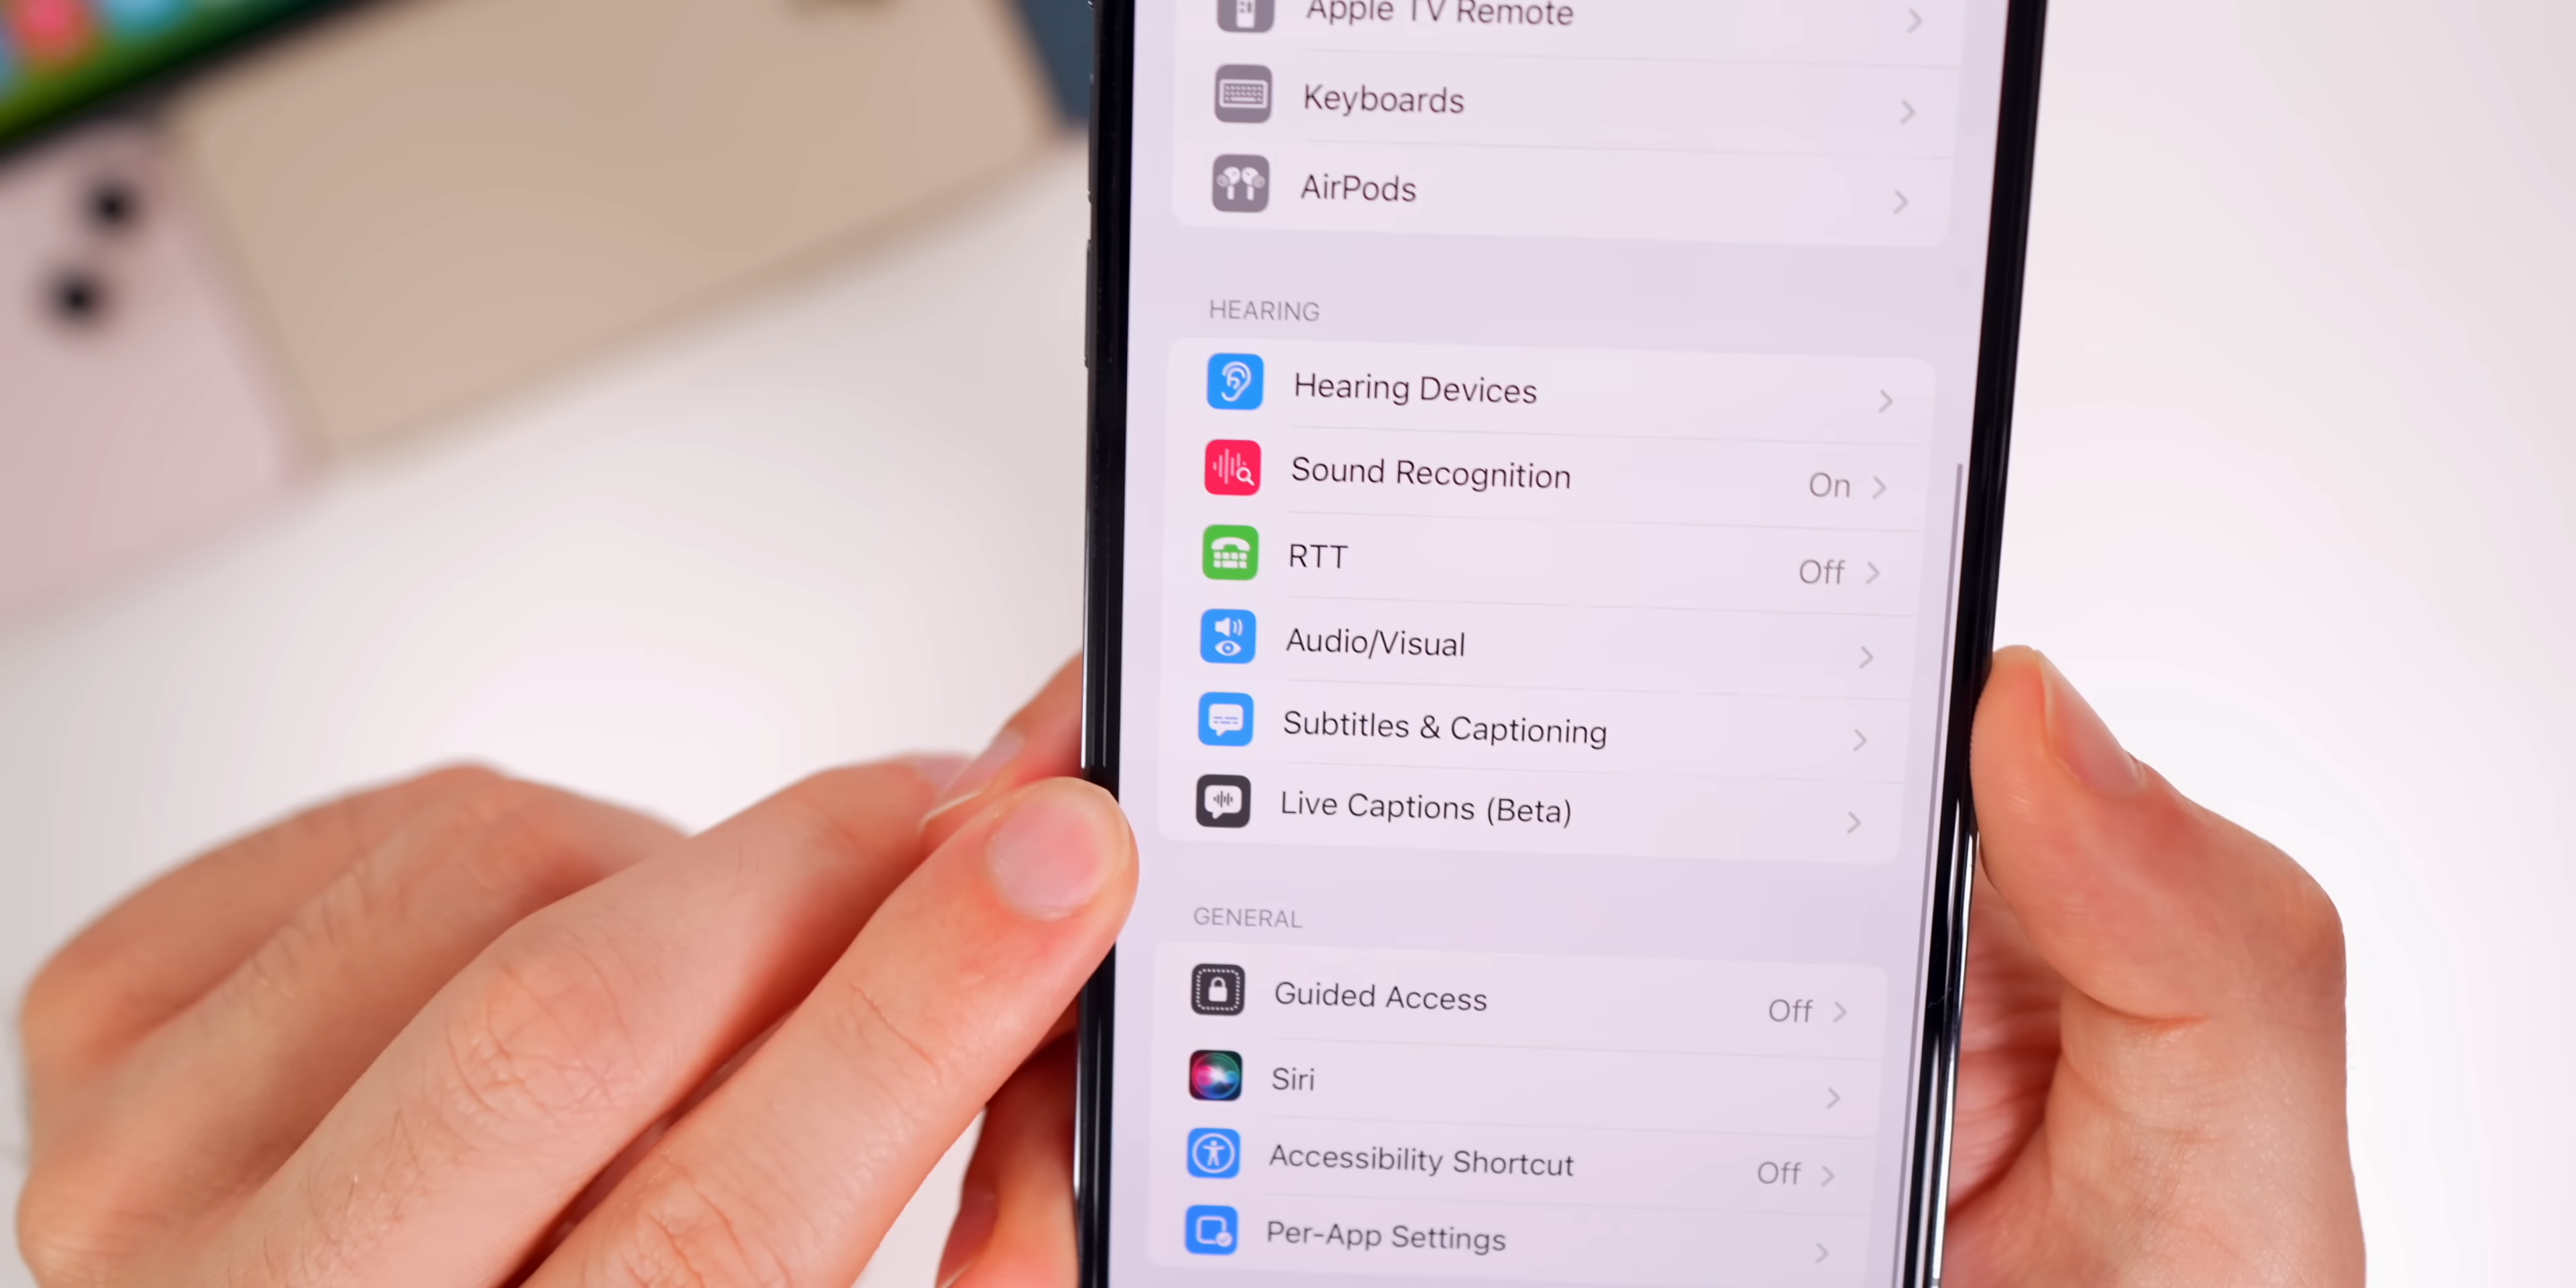 Apple TV Remote
Keyboards
AirPods
HEARING
Hearing Devices
Sound Recognition On
RTT Off
Audio/Visual
Subtitles & Captioning
Live Captions (Beta)
GENERAL
Guided Access Off
Siri
Accessibility Shortcut Off
Per-App Settings